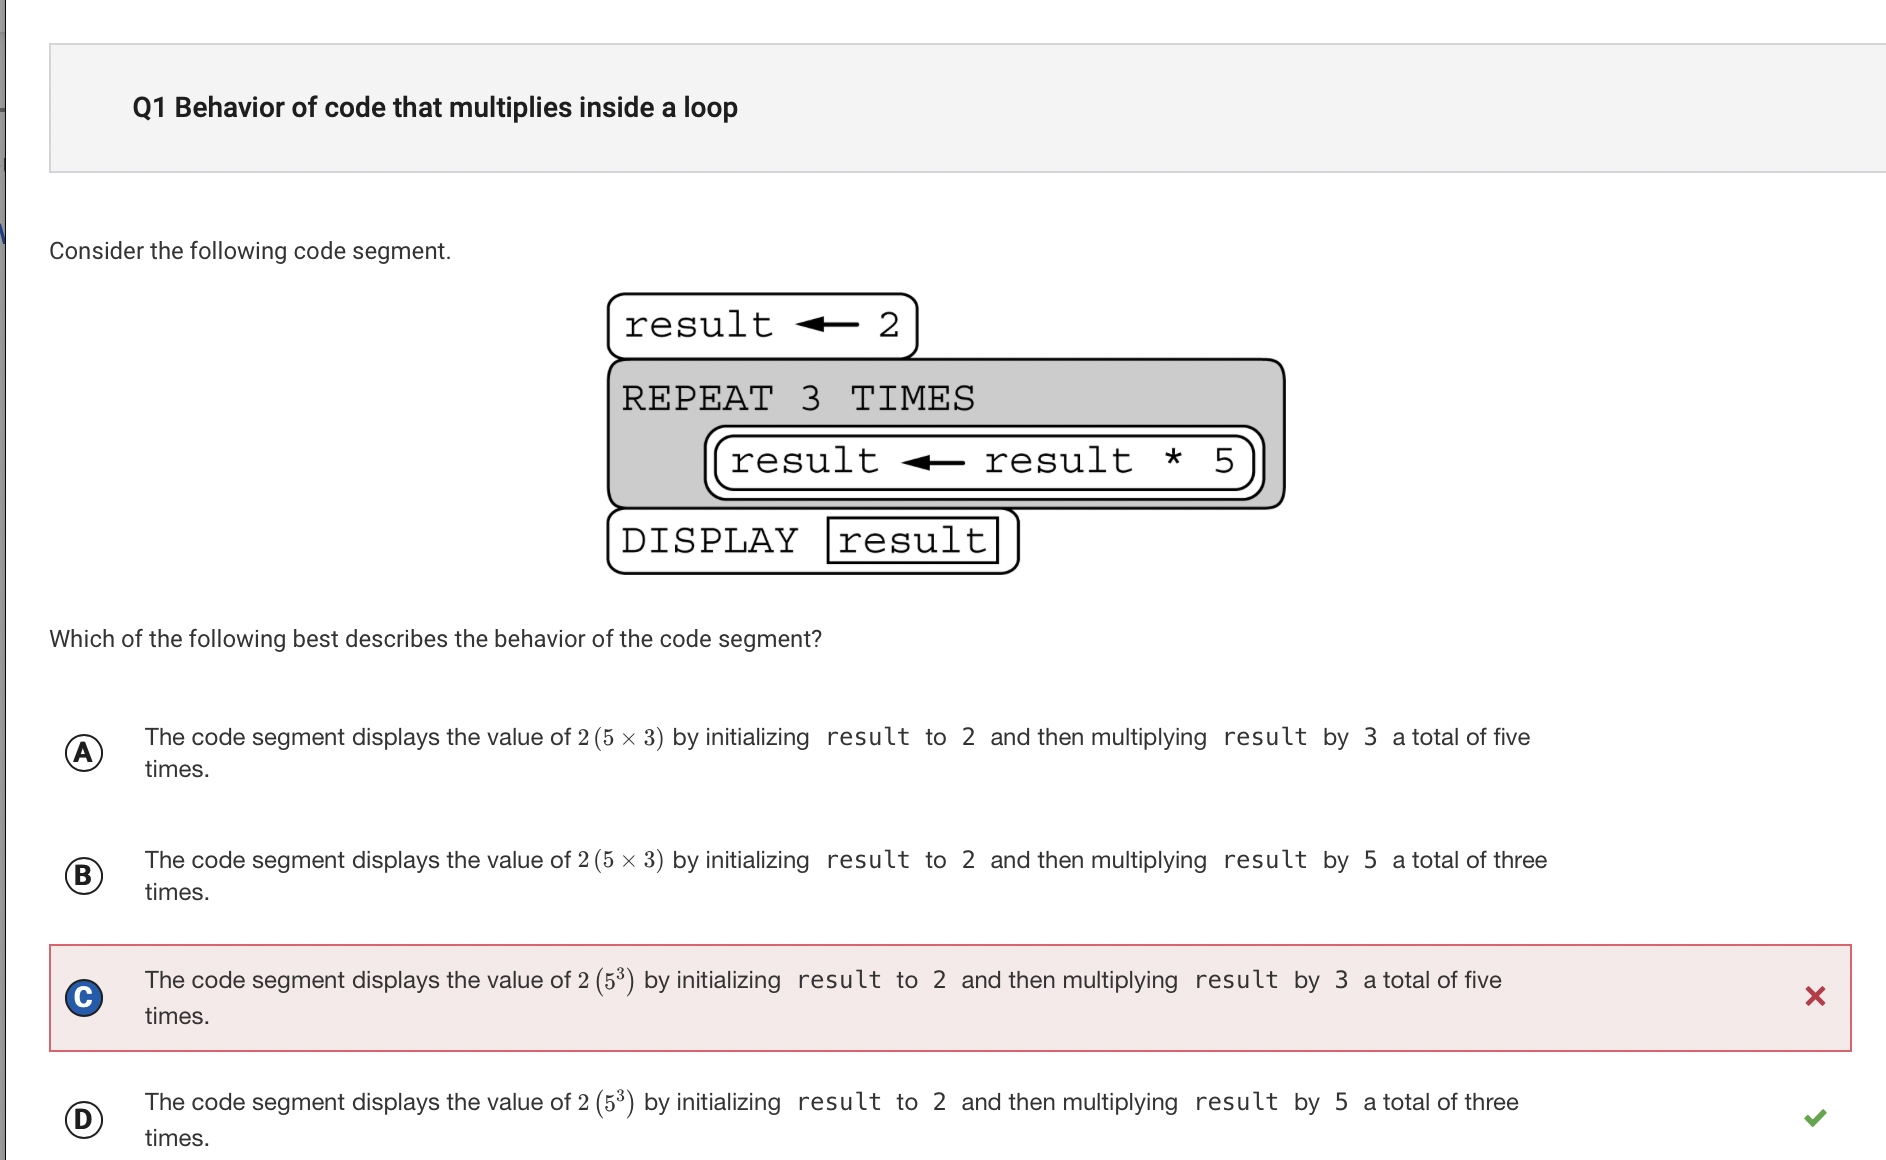 Q1 Behavior of code that multiplies inside a loop
Consider the following code segment.
result ← 2
REPEAT 3 TIMES
result ← result * 5
DISPLAY result
Which of the following best describes the behavior of the code segment?
A The code segment displays the value of 2 (5 × 3) by initializing result to 2 and then multiplying result by 3 a total of five
times.
B The code segment displays the value of 2 (5 × 3) by initializing result to 2 and then multiplying result by 5 a total of three
times.
C The code segment displays the value of 2 (5³) by initializing result to 2 and then multiplying result by 3 a total of five
times.
D The code segment displays the value of 2 (5³) by initializing result to 2 and then multiplying result by 5 a total of three
times.